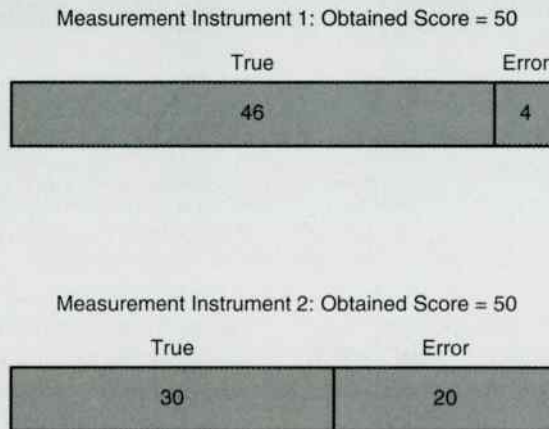 Measurement Instrument 1: Obtained Score = 50
True Error
46 4
Measurement Instrument 2: Obtained Score = 50
True Error
30 20